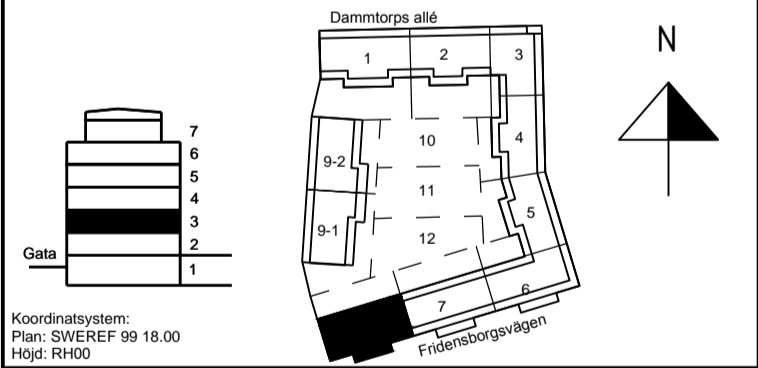 Dammtorps allé
1
2
3
N
4
5
6
7
9-2
9-1
10
11
12
Fridensborgsvägen
7
6
5
4
3
2
1
Gata
Koordinatsystem:
Plan: SWEREF 99 18.00
Höjd: RH00